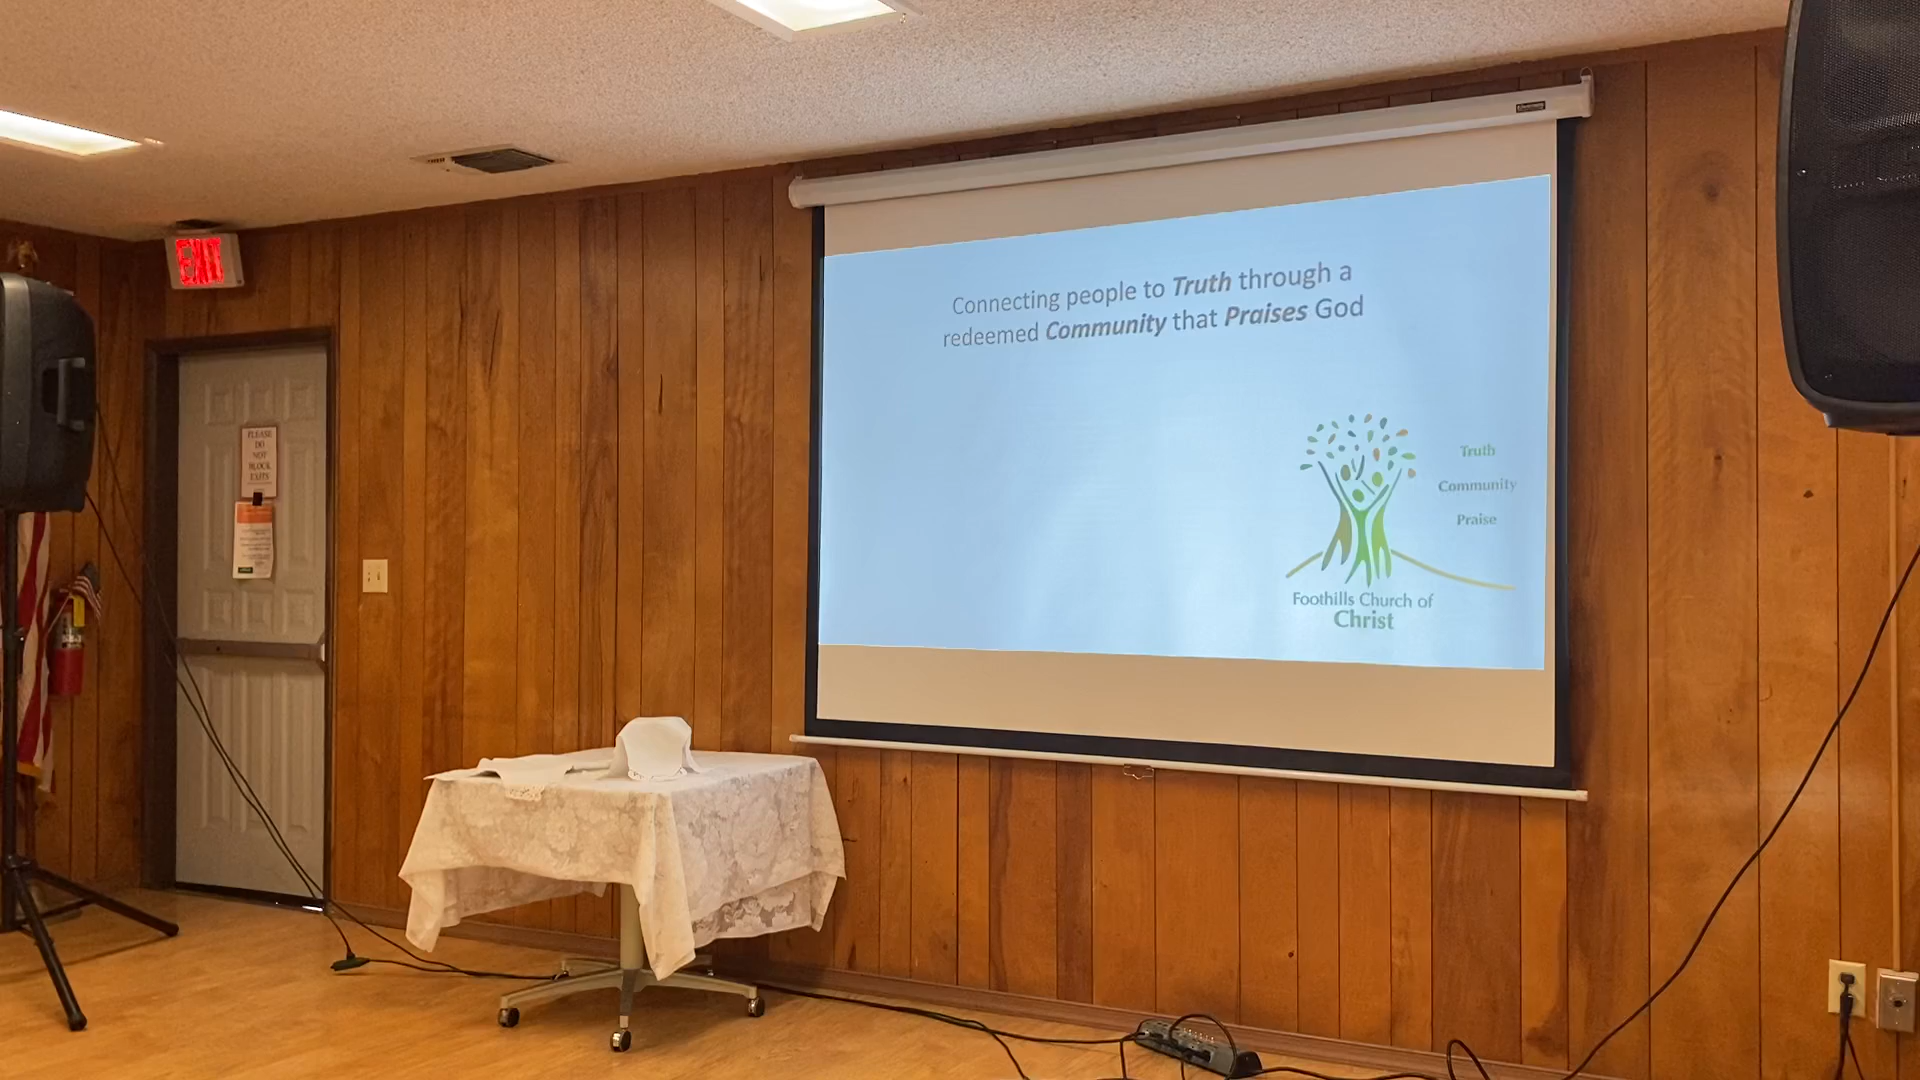 EXIT
PLEASE
DO
NOT
BLOCK
EXITS
Connecting people to Truth through a
redeemed Community that Praises God
Truth
Community
Praise
Foothills Church of
Christ